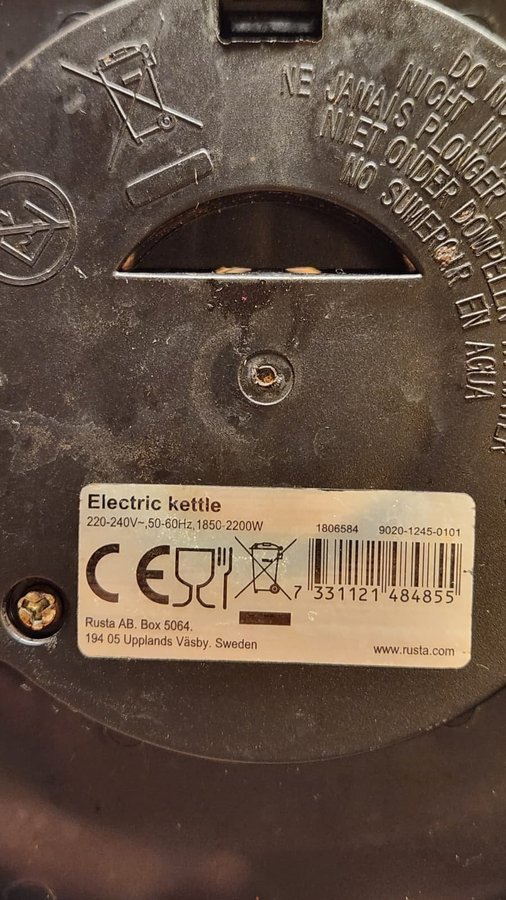 DO
NICHT IN
NE JAMAIS PLONGER
NIET ONDER DOMPELEN
NO SUMERGIR EN AGUA
Electric kettle
220-240V~,50-60Hz,1850-2200W
1806584 9020-1245-0101
CE
7 331121 484855
Rusta AB. Box 5064.
194 05 Upplands Väsby. Sweden
www.rusta.com